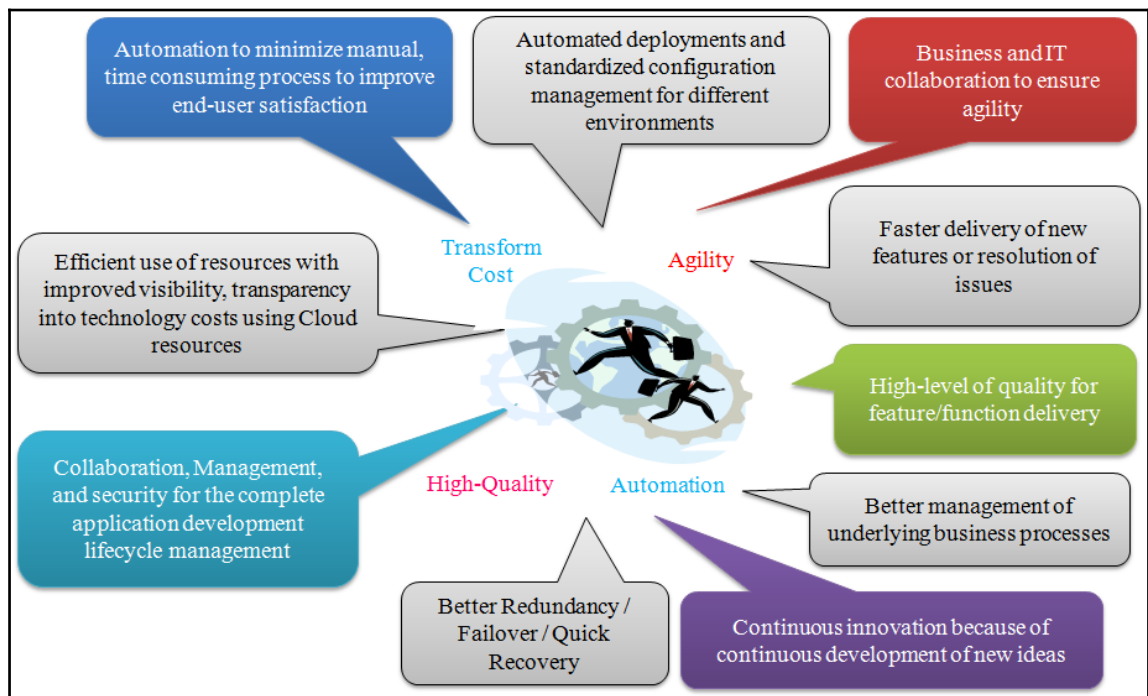 Automation to minimize manual,
time consuming process to improve
end-user satisfaction
Automated deployments and
standardized configuration
management for different
environments
Business and IT
collaboration to ensure
agility
Transform
Cost
Agility
Faster delivery of new
features or resolution of
issues
Efficient use of resources with
improved visibility, transparency
into technology costs using Cloud
resources
High-level of quality for
feature/function delivery
Collaboration, Management,
and security for the complete
application development
lifecycle management
High-Quality
Automation
Better management of
underlying business processes
Better Redundancy /
Failover / Quick
Recovery
Continuous innovation because of
continuous development of new ideas